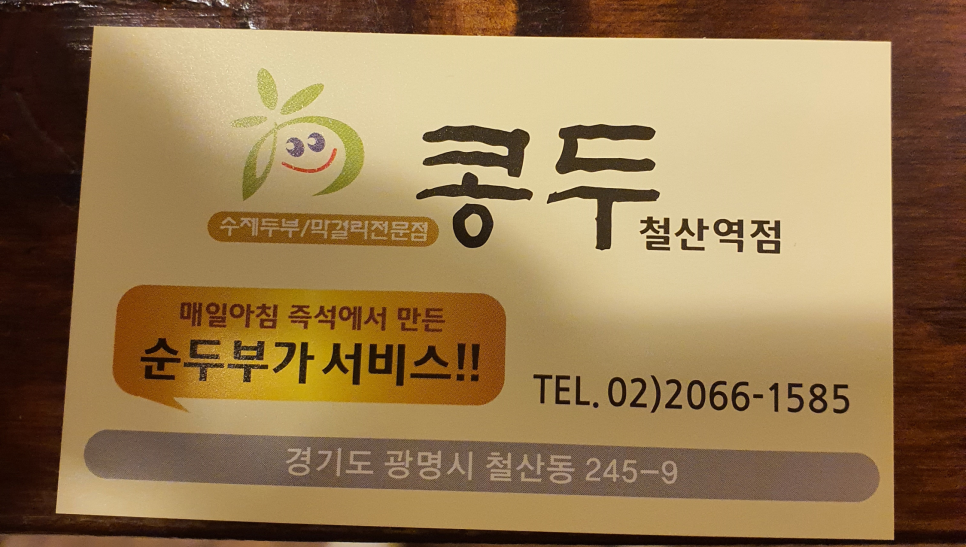 콩두 철산역점
수제두부/막걸리전문점
매일아침 즉석에서 만든
순두부가 서비스!!
TEL. 02)2066-1585
경기도 광명시 철산동 245-9